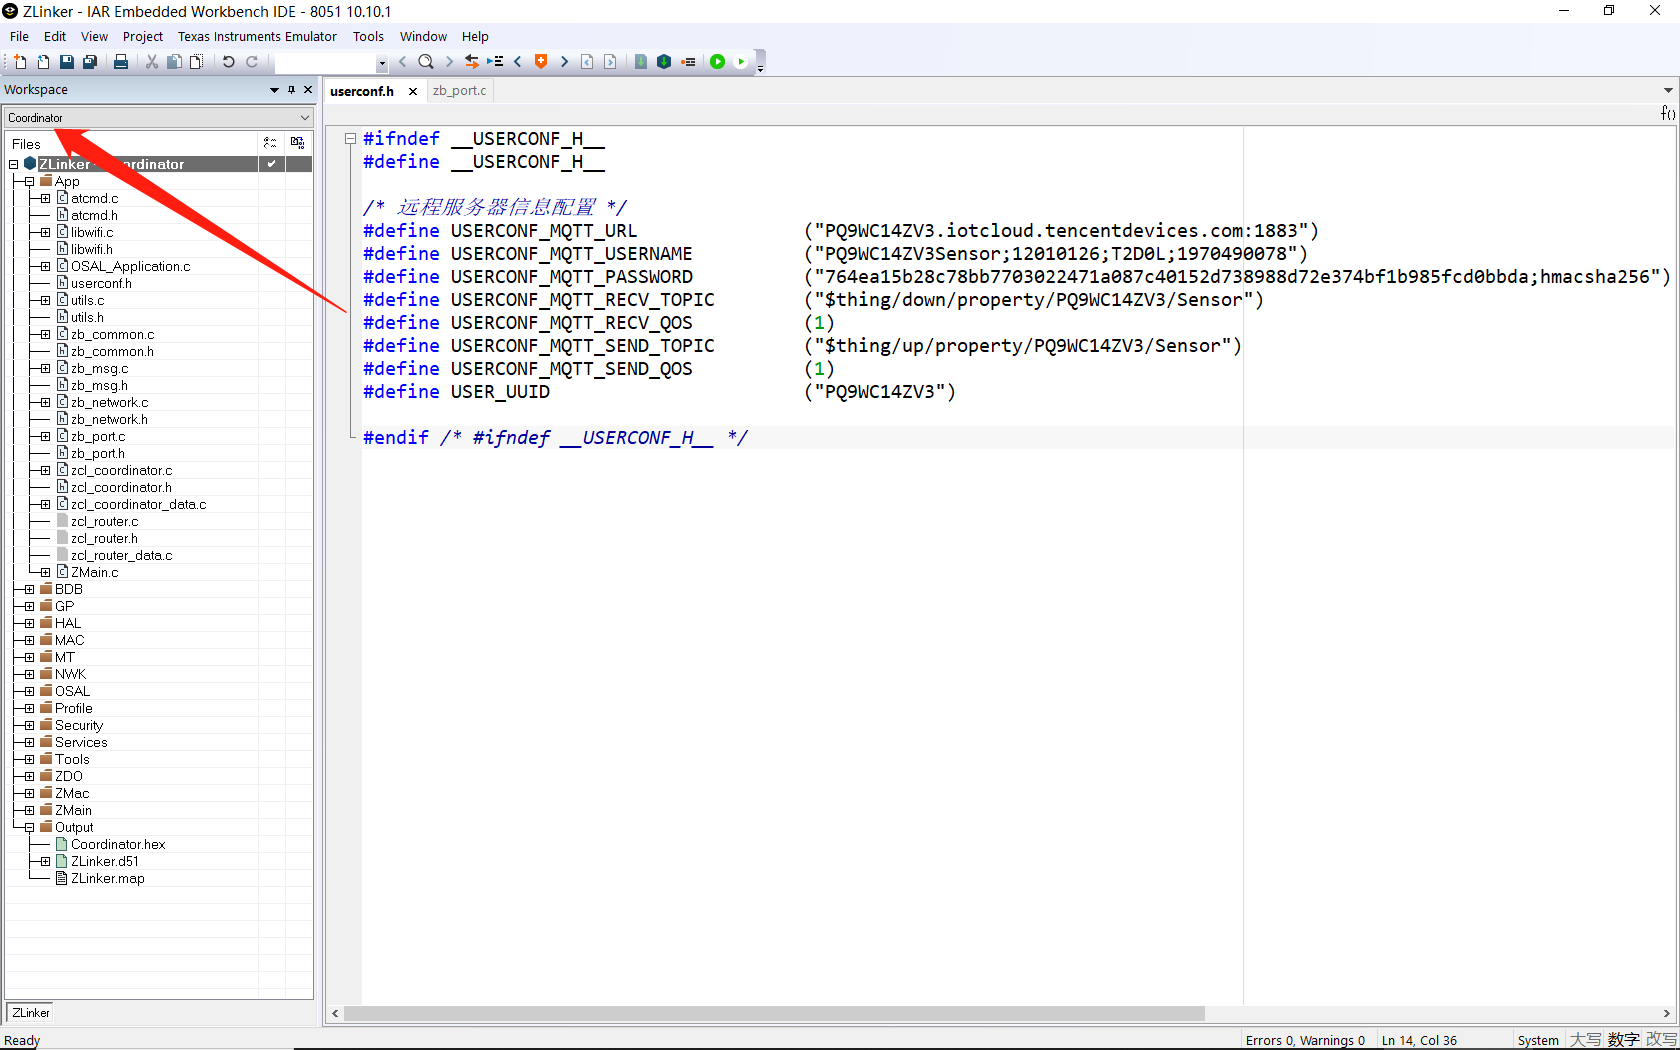 ZLinker - IAR Embedded Workbench IDE - 8051 10.10.1
File Edit View Project Texas Instruments Emulator Tools Window Help
Workspace
userconf.h
zb_port.c
Coordinator
f()
Files
ZLinker
ordinator
App
atcmd.c
atcmd.h
libwifi.c
libwifi.h
OSAL_Application.c
userconf.h
utils.c
utils.h
zb_common.c
zb_common.h
zb_msg.c
zb_msg.h
zb_network.c
zb_network.h
zb_port.c
zb_port.h
zcl_coordinator.c
zcl_coordinator.h
zcl_coordinator_data.c
zcl_router.c
zcl_router.h
zcl_router_data.c
ZMain.c
BDB
GP
HAL
MAC
MT
NWK
OSAL
Profile
Security
Services
Tools
ZDO
ZMac
ZMain
Output
Coordinator.hex
ZLinker.d51
ZLinker.map
ZLinker
#ifndef __USERCONF_H__
#define __USERCONF_H__
/* 远程服务器信息配置 */
#define USERCONF_MQTT_URL ("PQ9WC14ZV3.iotcloud.tencentdevices.com:1883")
#define USERCONF_MQTT_USERNAME ("PQ9WC14ZV3Sensor;12010126;T2D0L;1970490078")
#define USERCONF_MQTT_PASSWORD ("764ea15b28c78bb7703022471a087c40152d738988d72e374bf1b985fcd0bbda;hmacsha256")
#define USERCONF_MQTT_RECV_TOPIC ("$thing/down/property/PQ9WC14ZV3/Sensor")
#define USERCONF_MQTT_RECV_QOS (1)
#define USERCONF_MQTT_SEND_TOPIC ("$thing/up/property/PQ9WC14ZV3/Sensor")
#define USERCONF_MQTT_SEND_QOS (1)
#define USER_UUID ("PQ9WC14ZV3")
#endif /* #ifndef __USERCONF_H__ */
Ready
Errors 0, Warnings 0
Ln 14, Col 36
System
大写 数字 改写